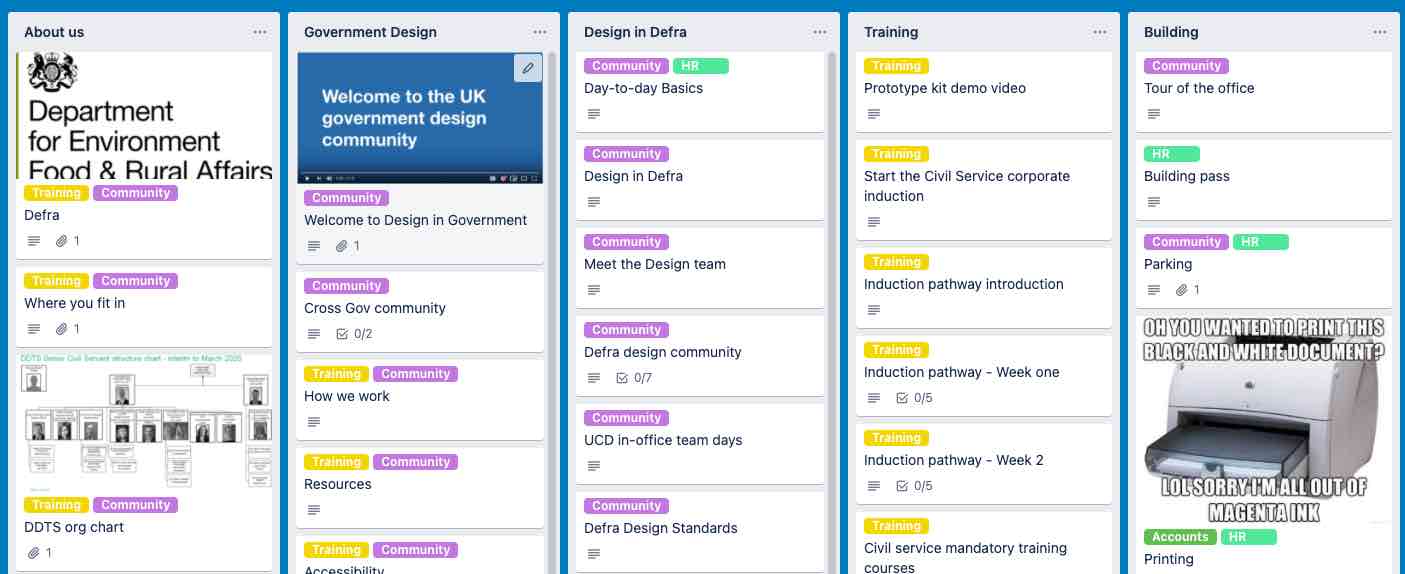 About us
Department
for Environment
Food & Rural Affairs
Training Community
Defra
1
Training Community
Where you fit in
1
DDTS Senior Civil Servant structure chart - interim to March 2020
Training Community
DDTS org chart
1
Government Design
Welcome to the UK
government design
community
Community
Welcome to Design in Government
1
Community
Cross Gov community
0/2
Training Community
How we work
Training Community
Resources
Training Community
Accessibility
Design in Defra
Community HR
Day-to-day Basics
Community
Design in Defra
Community
Meet the Design team
Community
Defra design community
0/7
Community
UCD in-office team days
Community
Defra Design Standards
Training
Training
Prototype kit demo video
Training
Start the Civil Service corporate
induction
Training
Induction pathway introduction
Training
Induction pathway - Week one
0/5
Training
Induction pathway - Week 2
0/5
Training
Civil service mandatory training
courses
Building
Community
Tour of the office
HR
Building pass
Community HR
Parking
1
OH YOU WANTED TO PRINT THIS
BLACK AND WHITE DOCUMENT?
LOL SORRY I'M ALL OUT OF
MAGENTA INK
Accounts HR
Printing